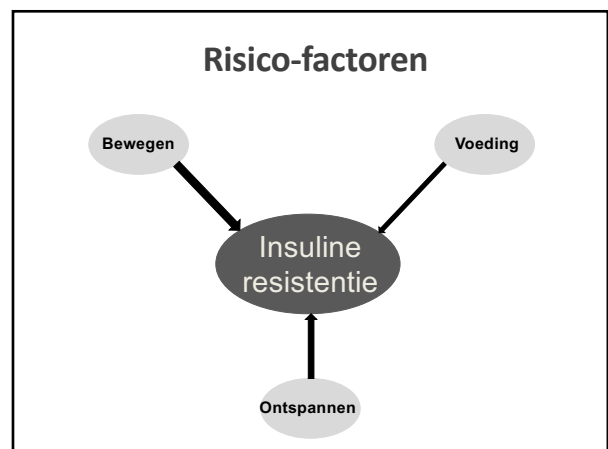 Risico-factoren
Bewegen
Voeding
Insuline
resistentie
Ontspannen